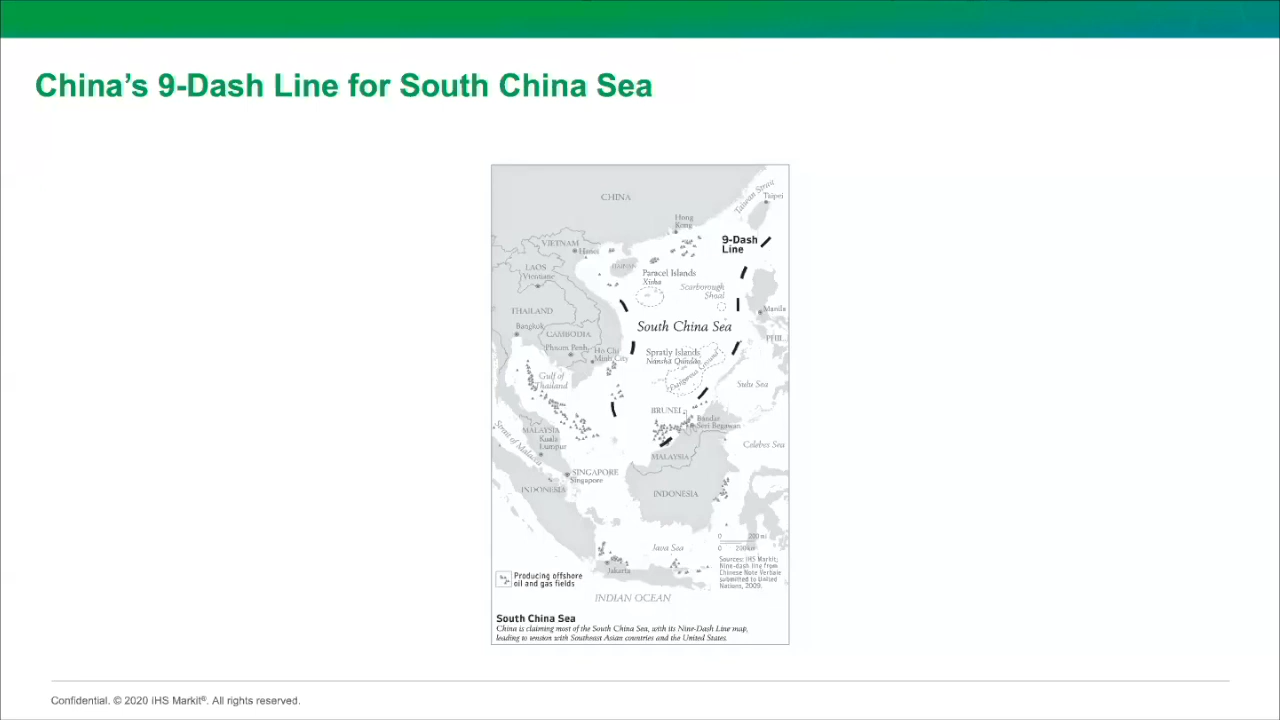 China’s 9-Dash Line for South China Sea
CHINA
Taiwan Strait
Taipei
Hong
Kong
9-Dash
Line
VIETNAM
Hanoi
HAINAN
LAOS
Vientiane
Paracel Islands
Xisha
Scarborough
Shoal
THAILAND
Manila
Bangkok
South China Sea
CAMBODIA
PHIL.
Phnom Penh
Ho Chi
Minh City
Spratly Islands
Nansha Qundao
Dangerous Ground
Gulf of
Thailand
Sulu Sea
BRUNEI
Bandar
Seri Begawan
MALAYSIA
Kuala
Lumpur
Strait of Malacca
Celebes Sea
MALAYSIA
SINGAPORE
Singapore
INDONESIA
INDONESIA
0 200 mi
0 200 km
Java Sea
Jakarta
Sources: IHS Markit;
Nine-dash line from
Chinese Note Verbale
submitted to United
Nations, 2009.
Producing offshore
oil and gas fields
INDIAN OCEAN
South China Sea
China is claiming most of the South China Sea, with its Nine-Dash Line map,
leading to tension with Southeast Asian countries and the United States.
Confidential. © 2020 IHS Markit®. All rights reserved.